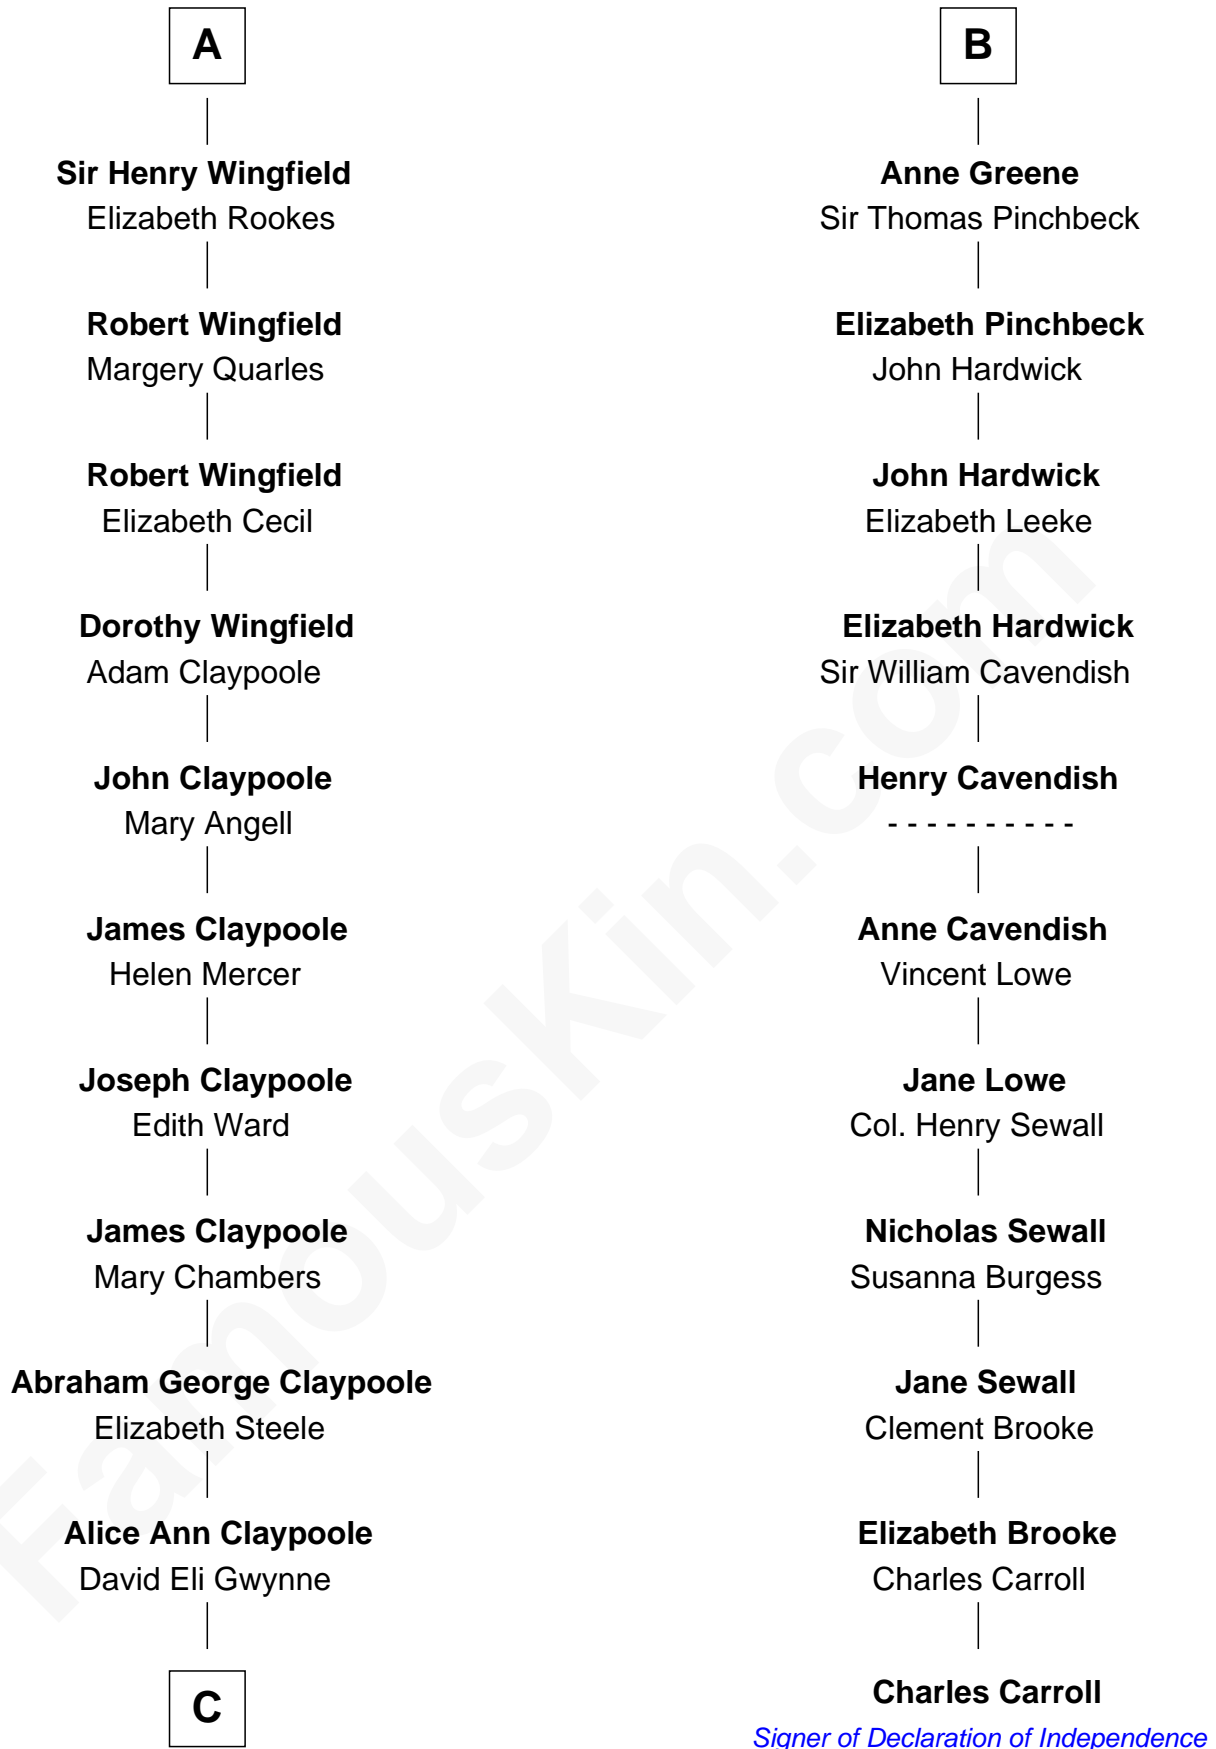 A
Sir Henry Wingfield
Elizabeth Rookes
Robert Wingfield
Margery Quarles
Robert Wingfield
Elizabeth Cecil
Dorothy Wingfield
Adam Claypoole
John Claypoole
Mary Angell
James Claypoole
Helen Mercer
Joseph Claypoole
Edith Ward
James Claypoole
Mary Chambers
Abraham George Claypoole
Elizabeth Steele
Alice Ann Claypoole
David Eli Gwynne
C
B
Anne Greene
Sir Thomas Pinchbeck
Elizabeth Pinchbeck
John Hardwick
John Hardwick
Elizabeth Leeke
Elizabeth Hardwick
Sir William Cavendish
Henry Cavendish
- - - - - - - - - -
Anne Cavendish
Vincent Lowe
Jane Lowe
Col. Henry Sewall
Nicholas Sewall
Susanna Burgess
Jane Sewall
Clement Brooke
Elizabeth Brooke
Charles Carroll
Charles Carroll
Signer of Declaration of Independence
FamousKin.com